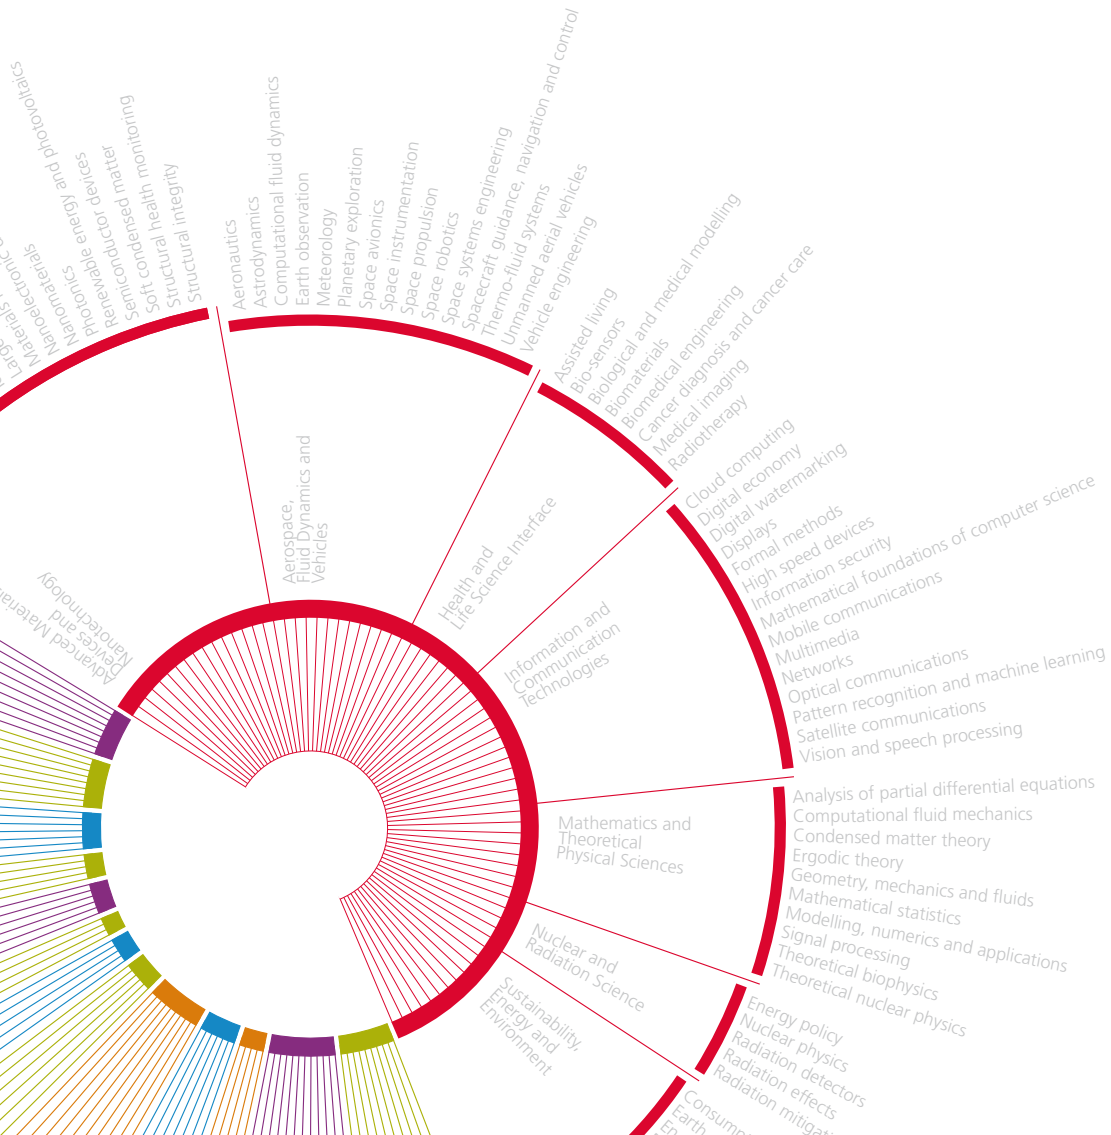 Advanced Materials
Devices and
Nanotechnology
Materials
Nanoelectronic
Nanomaterials
Photonics
Renewable energy and photovoltaics
Semiconductor devices
Soft condensed matter
Structural health monitoring
Structural integrity
Aerospace,
Fluid Dynamics and
Vehicles
Aeronautics
Astrodynamics
Computational fluid dynamics
Earth observation
Meteorology
Planetary exploration
Space avionics
Space instrumentation
Space propulsion
Space robotics
Space systems engineering
Spacecraft guidance, navigation and control
Thermo-fluid systems
Unmanned aerial vehicles
Vehicle engineering
Health and
Life Science Interface
Assisted living
Bio-sensors
Biological and medical modelling
Biomaterials
Biomedical engineering
Cancer diagnosis and cancer care
Medical imaging
Radiotherapy
Information and
Communication
Technologies
Cloud computing
Digital economy
Digital watermarking
Displays
Formal methods
High speed devices
Information security
Mathematical foundations of computer science
Mobile communications
Multimedia
Networks
Optical communications
Pattern recognition and machine learning
Satellite communications
Vision and speech processing
Mathematics and
Theoretical
Physical Sciences
Analysis of partial differential equations
Computational fluid mechanics
Condensed matter theory
Ergodic theory
Geometry, mechanics and fluids
Mathematical statistics
Modelling, numerics and applications
Signal processing
Theoretical biophysics
Theoretical nuclear physics
Nuclear and
Radiation Science
Energy policy
Nuclear physics
Radiation detectors
Radiation effects
Radiation mitigati
Sustainability,
Energy and
Environment
Consump
Earth